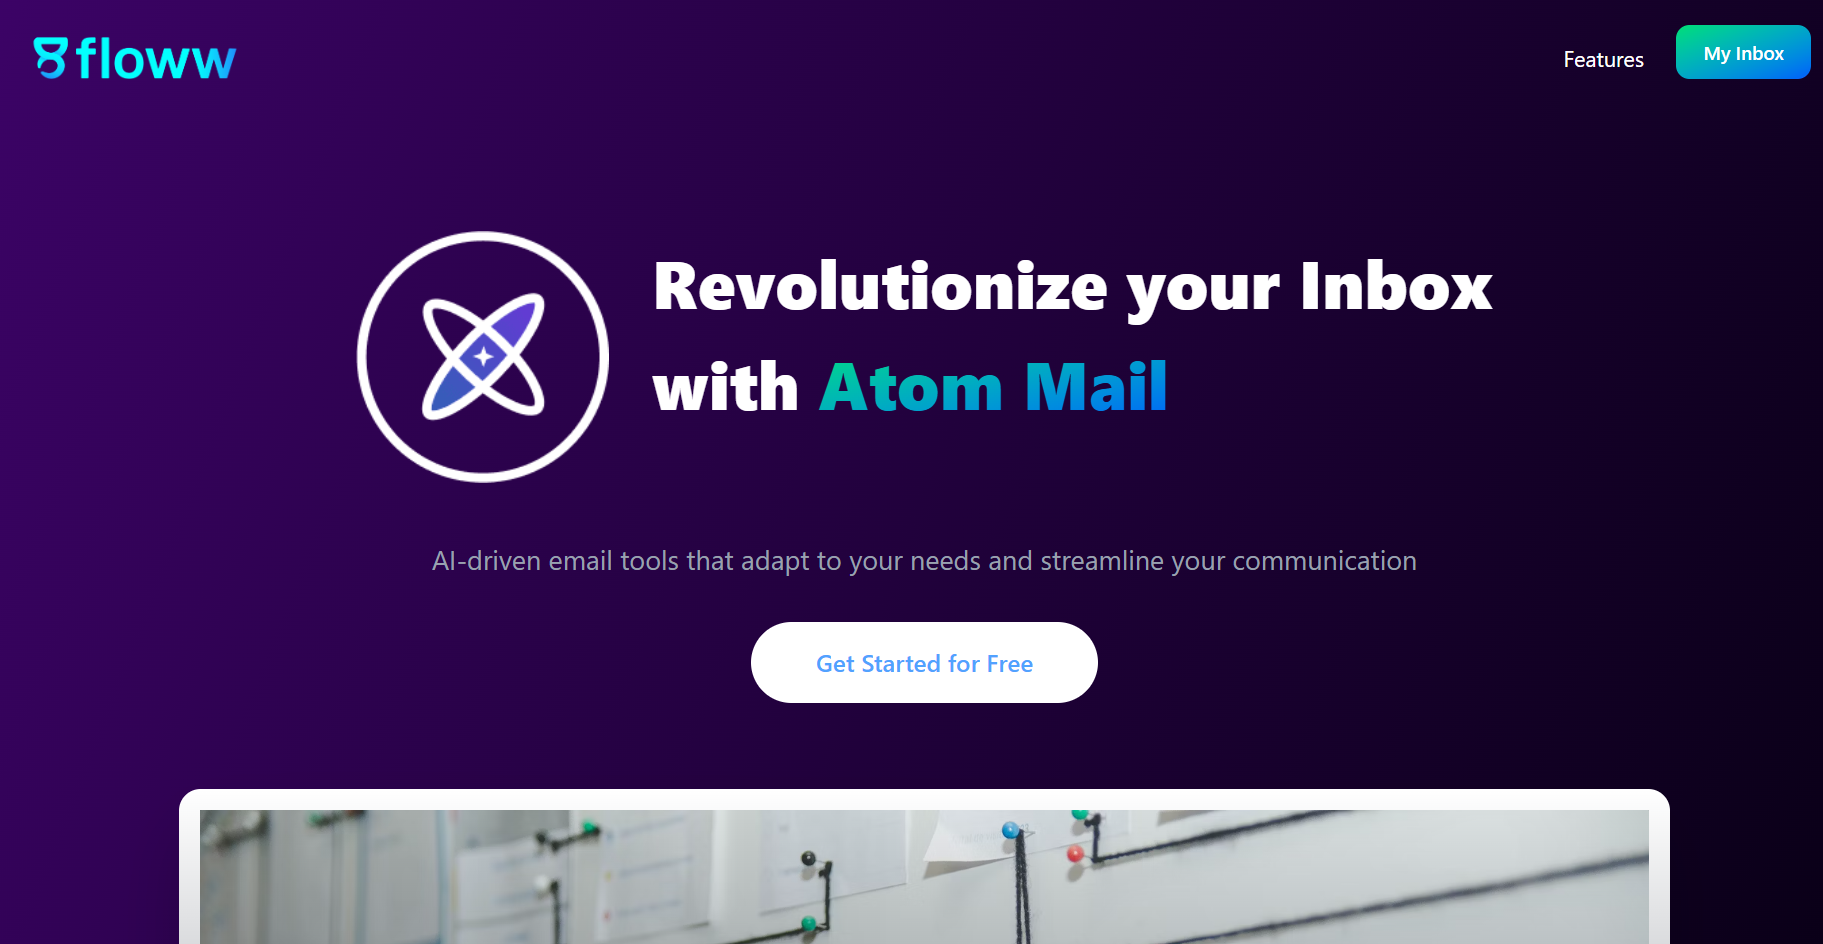 floww
Features
My Inbox
Revolutionize your Inbox
with Atom Mail
AI-driven email tools that adapt to your needs and streamline your communication
Get Started for Free